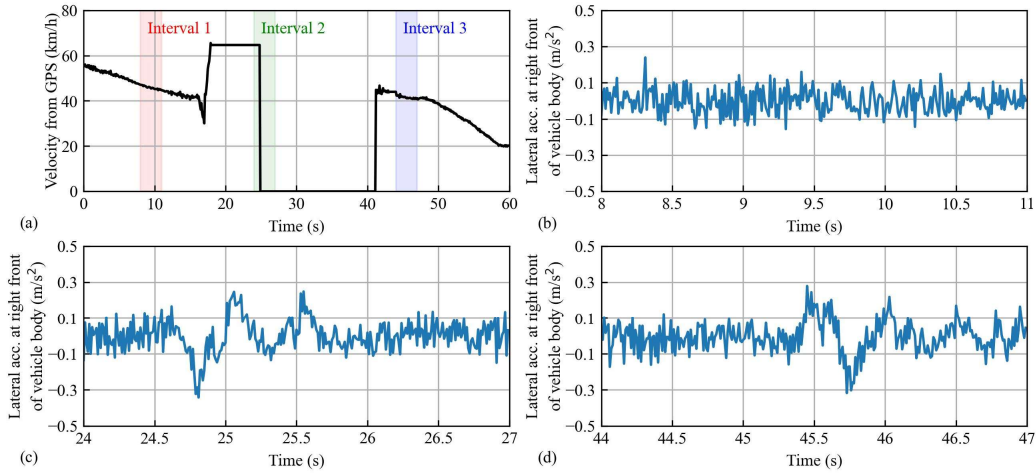 Velocity from GPS (km/h)
80
60
40
20
0
Interval 1
Interval 2
Interval 3
0
10
20
30
40
50
60
Time (s)
(a)
Lateral acc. at right front
of vehicle body (m/s²)
0.5
0.3
0.1
−0.1
−0.3
−0.5
8
8.5
9
9.5
10
10.5
11
Time (s)
(b)
Lateral acc. at right front
of vehicle body (m/s²)
0.5
0.3
0.1
−0.1
−0.3
−0.5
24
24.5
25
25.5
26
26.5
27
Time (s)
(c)
Lateral acc. at right front
of vehicle body (m/s²)
0.5
0.3
0.1
−0.1
−0.3
−0.5
44
44.5
45
45.5
46
46.5
47
Time (s)
(d)